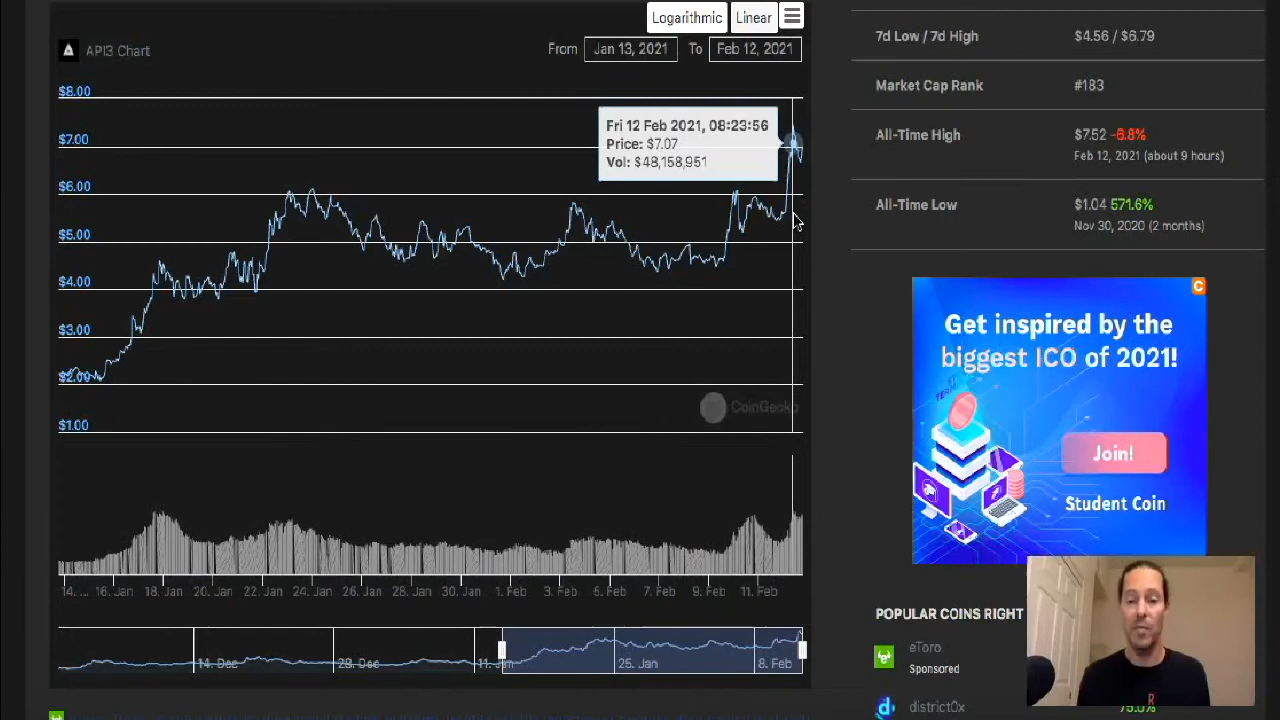 Logarithmic
Linear
API3 Chart
From
Jan 13, 2021
To
Feb 12, 2021
$8.00
$7.00
$6.00
$5.00
$4.00
$3.00
$2.00
$1.00
Fri 12 Feb 2021, 08:23:56
Price: $7.07
Vol: $48,158,951
CoinGecko
14. ...
16. Jan
18. Jan
20. Jan
22. Jan
24. Jan
26. Jan
28. Jan
30. Jan
1. Feb
3. Feb
5. Feb
7. Feb
9. Feb
11. Feb
14. Dec
28. Dec
11. Jan
25. Jan
8. Feb
7d Low / 7d High
$4.56 / $6.79
Market Cap Rank
#183
All-Time High
$7.52 -6.8%
Feb 12, 2021 (about 9 hours)
All-Time Low
$1.04 571.6%
Nov 30, 2020 (2 months)
C
Get inspired by the
biggest ICO of 2021!
Join!
Student Coin
POPULAR COINS RIGHT
eToro
Sponsored
district0x
75.0%
R